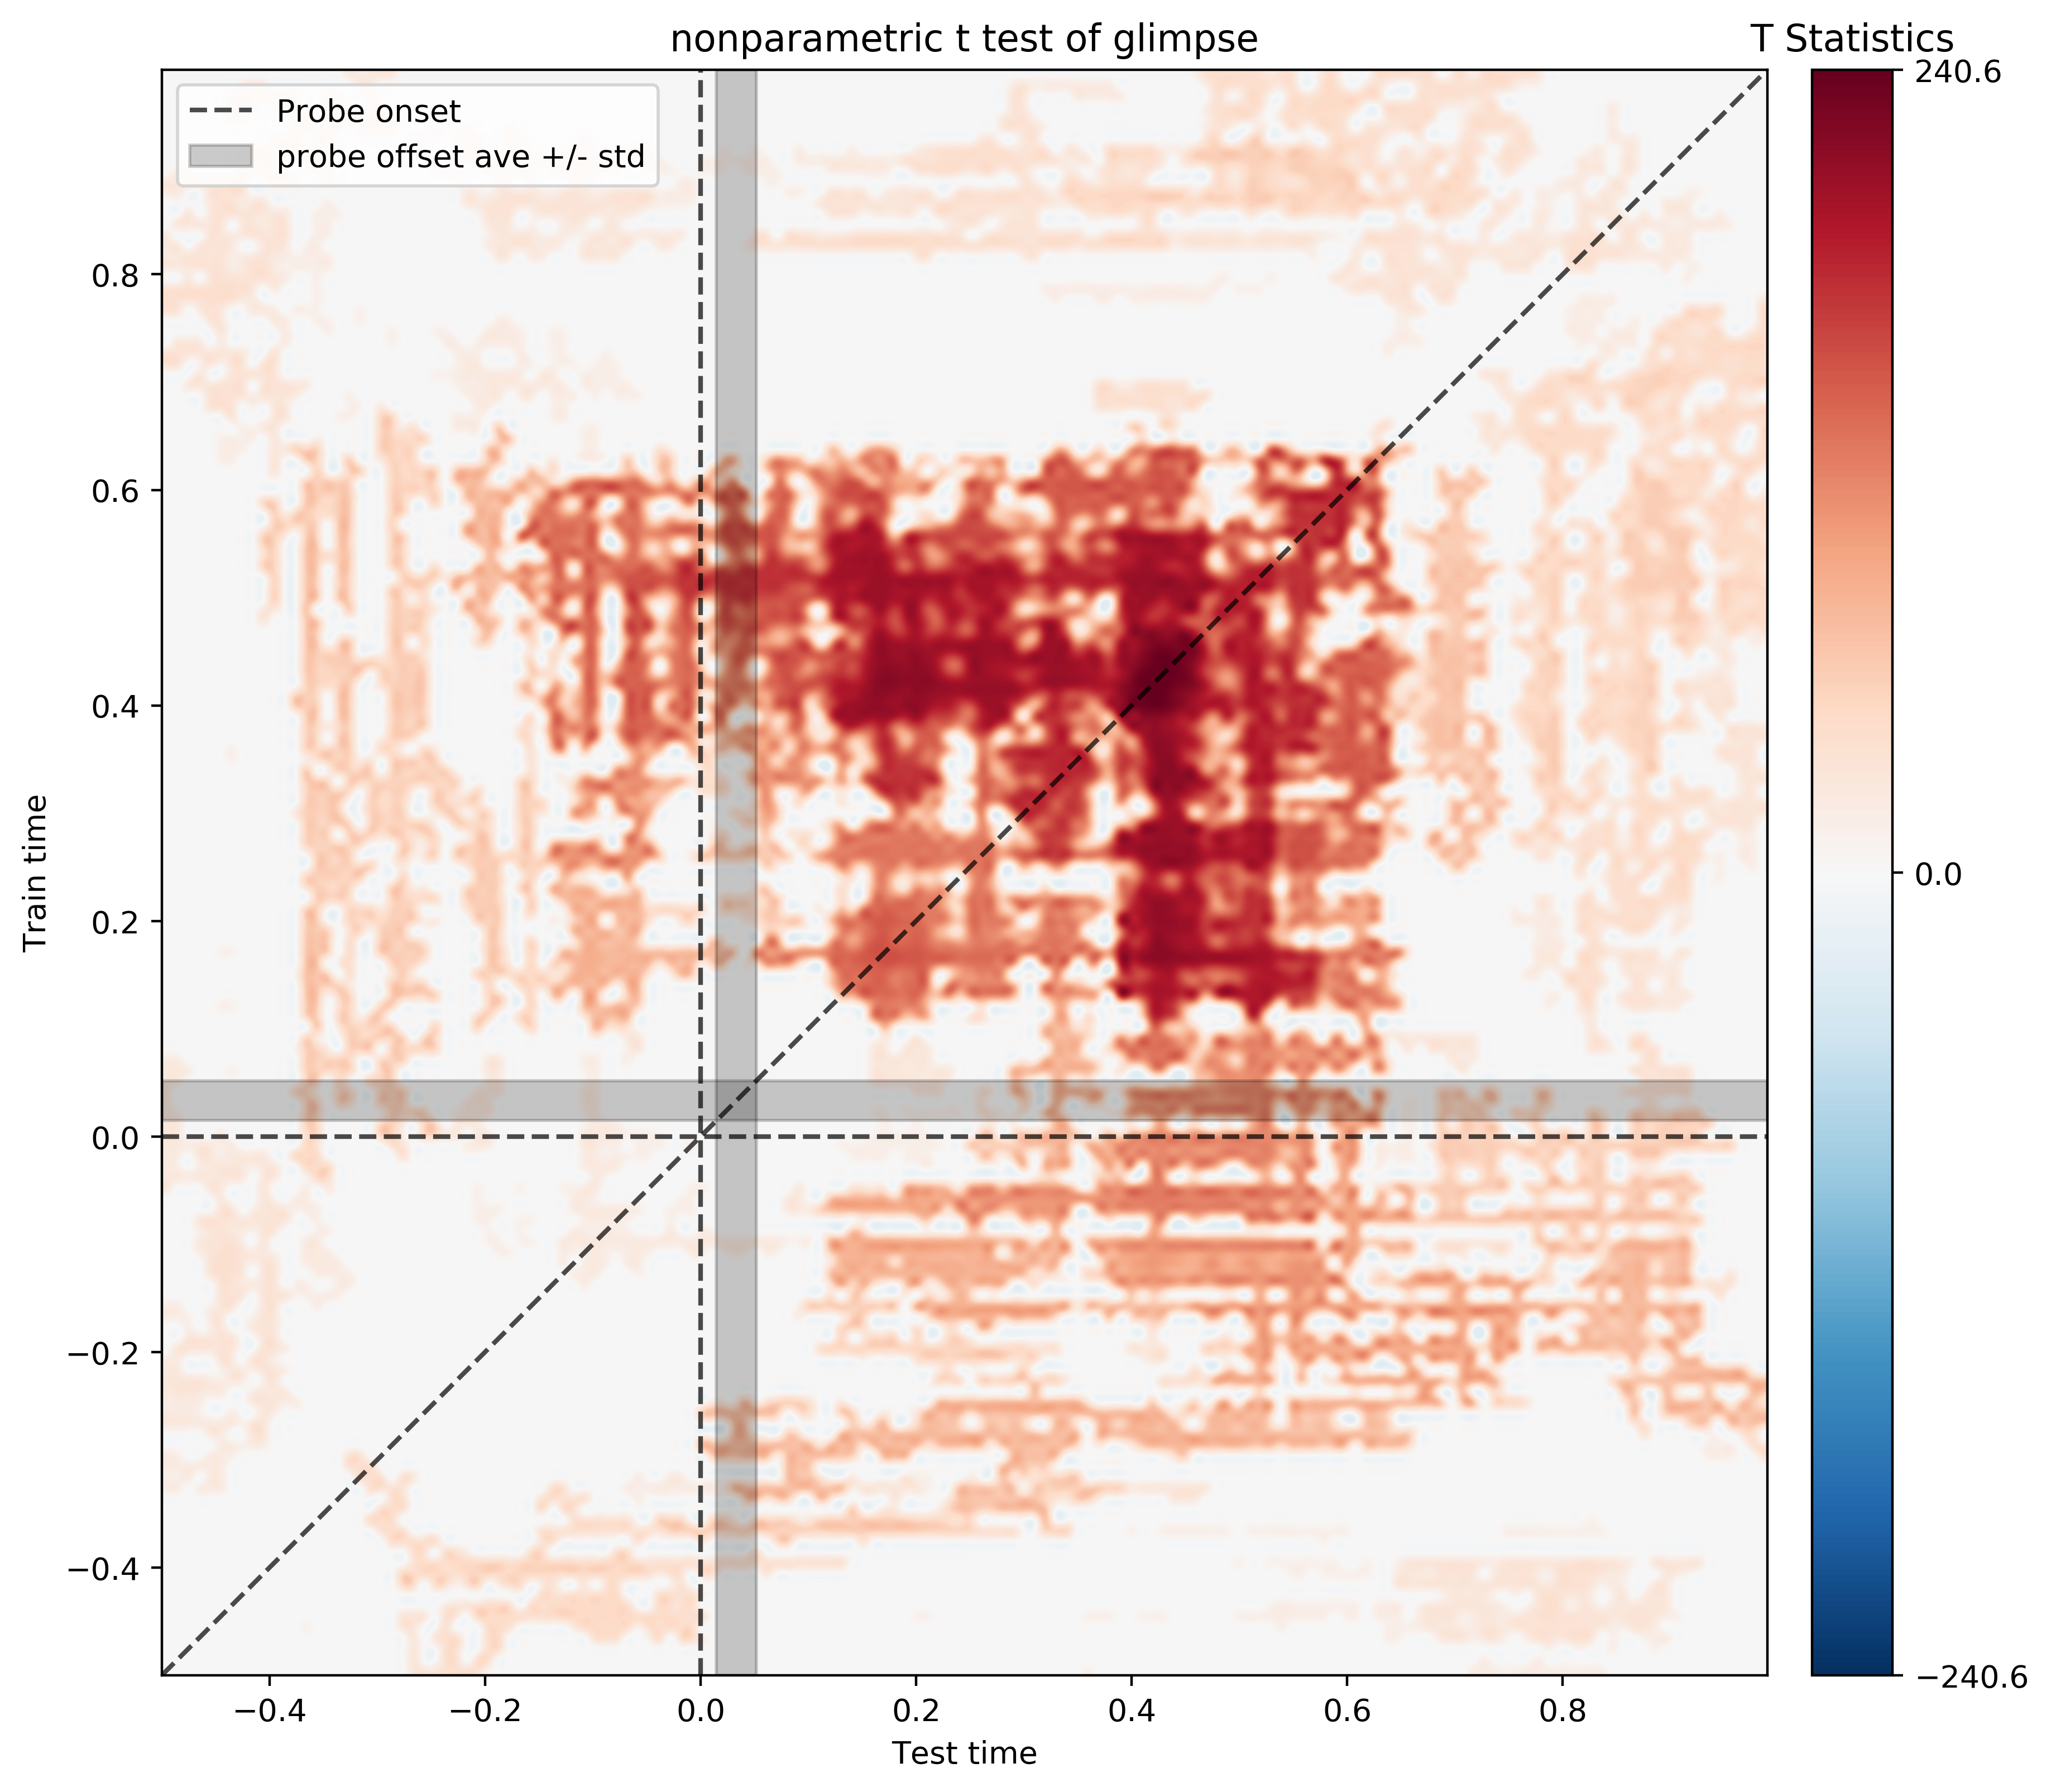 nonparametric t test of glimpse
T Statistics
Probe onset
probe offset ave +/- std
240.6
0.0
−240.6
0.8
0.6
0.4
0.2
0.0
−0.2
−0.4
Train time
−0.4
−0.2
0.0
0.2
0.4
0.6
0.8
Test time